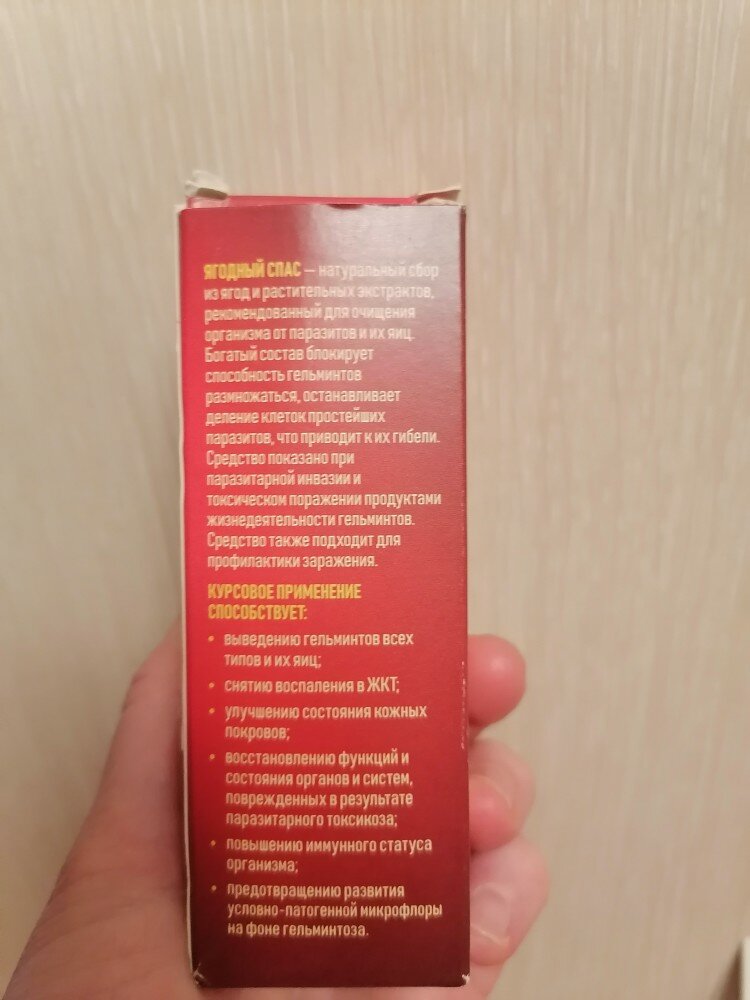 ЯГОДНЫЙ СПАС – натуральный сбор
из ягод и растительных экстрактов,
рекомендованный для очищения
организма от паразитов и их яиц.
Богатый состав блокирует
способность гельминтов
размножаться, останавливает
деление клеток простейших
паразитов, что приводит к их гибели.
Средство показано при
паразитарной инвазии и
токсическом поражении продуктами
жизнедеятельности гельминтов.
Средство также подходит для
профилактики заражения.
КУРСОВОЕ ПРИМЕНЕНИЕ
СПОСОБСТВУЕТ:
• выведению гельминтов всех
типов и их яиц;
• снятию воспаления в ЖКТ;
• улучшению состояния кожных
покровов;
• восстановлению функций и
состояния органов и систем,
поврежденных в результате
паразитарного токсикоза;
• повышению иммунного статуса
организма;
• предотвращению развития
условно-патогенной микрофлоры
на фоне гельминтоза.